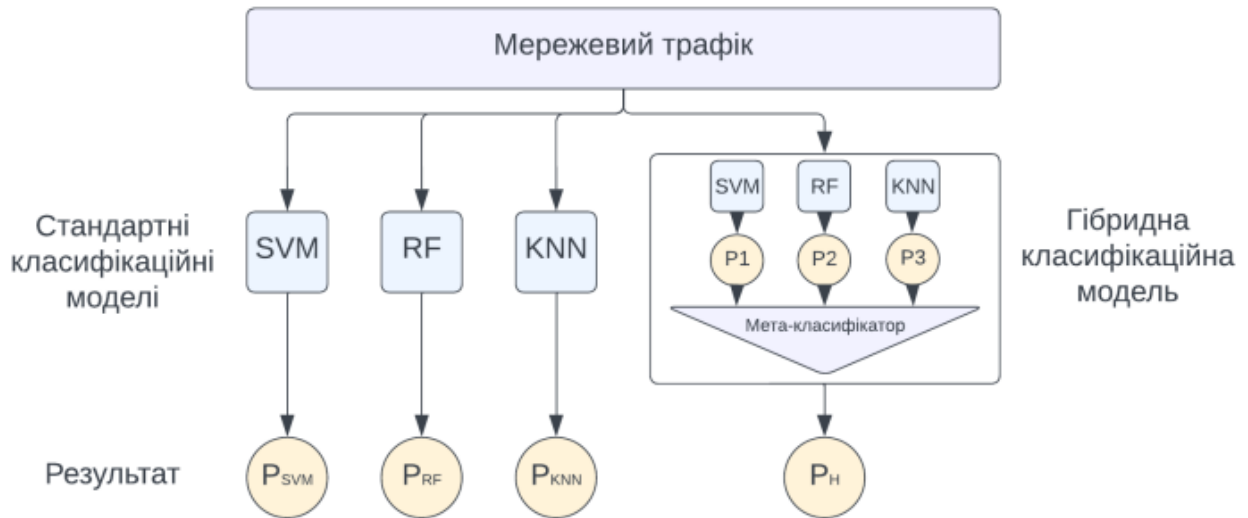 Мережевий трафік
Стандартні
класифікаційні
моделі
SVM
RF
KNN
SVM
RF
KNN
P1
P2
P3
Мета-класифікатор
Гібридна
класифікаційна
модель
Результат
PSVM
PRF
PKNN
PH